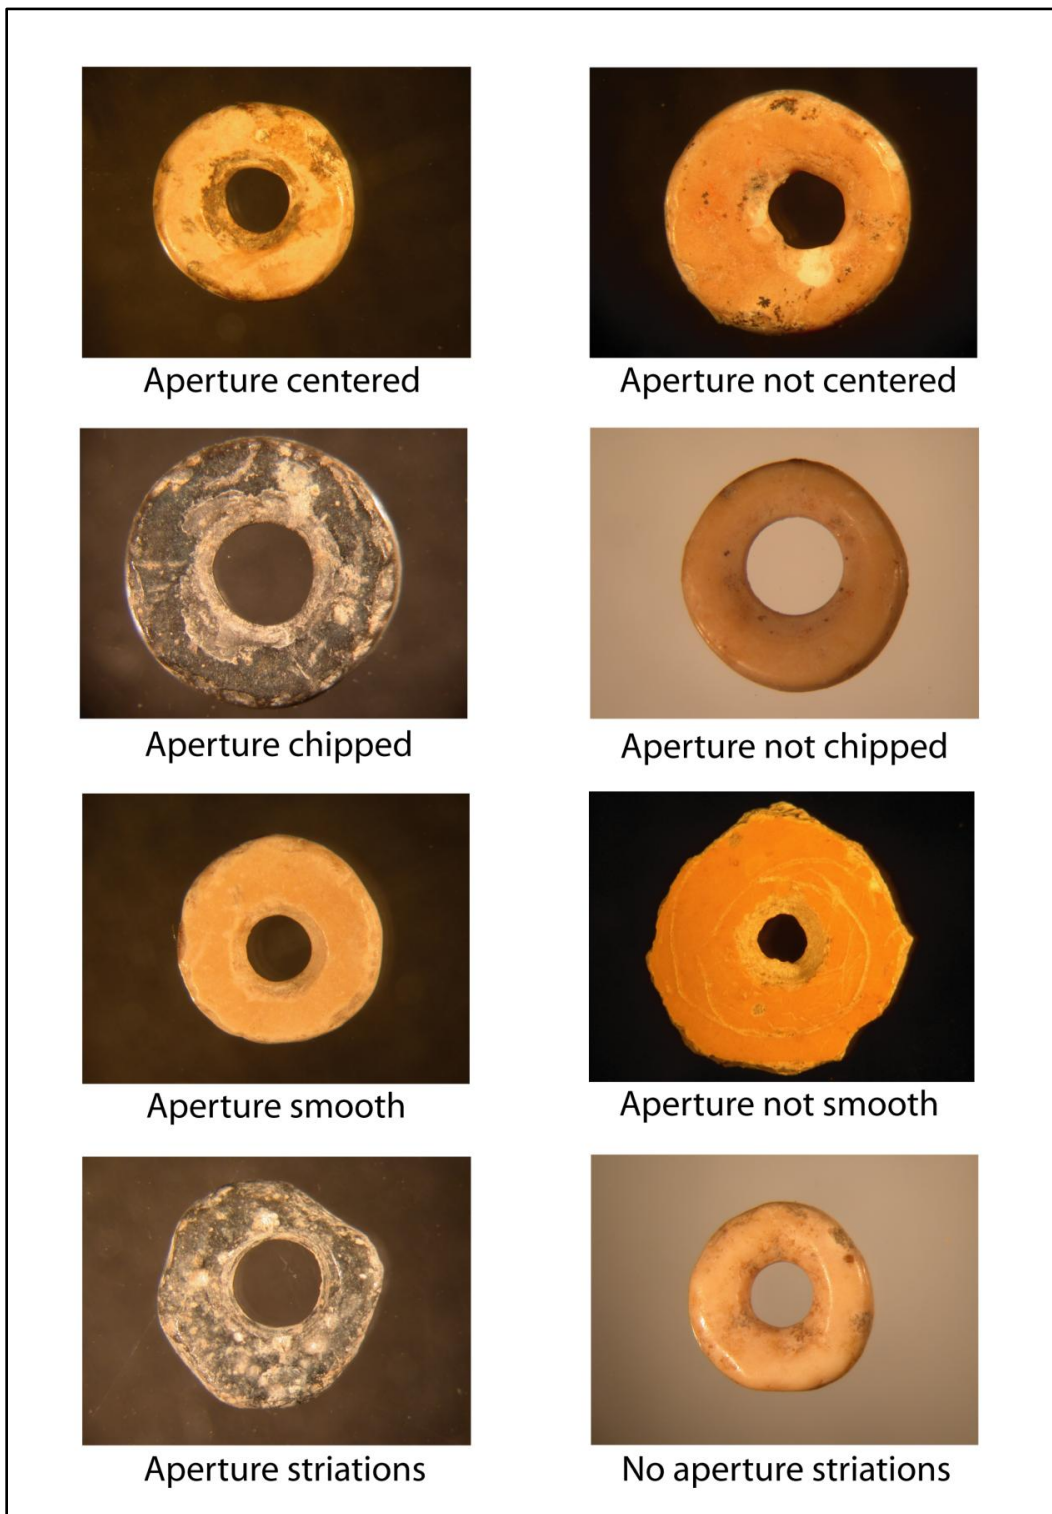 Aperture centered
Aperture not centered
Aperture chipped
Aperture not chipped
Aperture smooth
Aperture not smooth
Aperture striations
No aperture striations